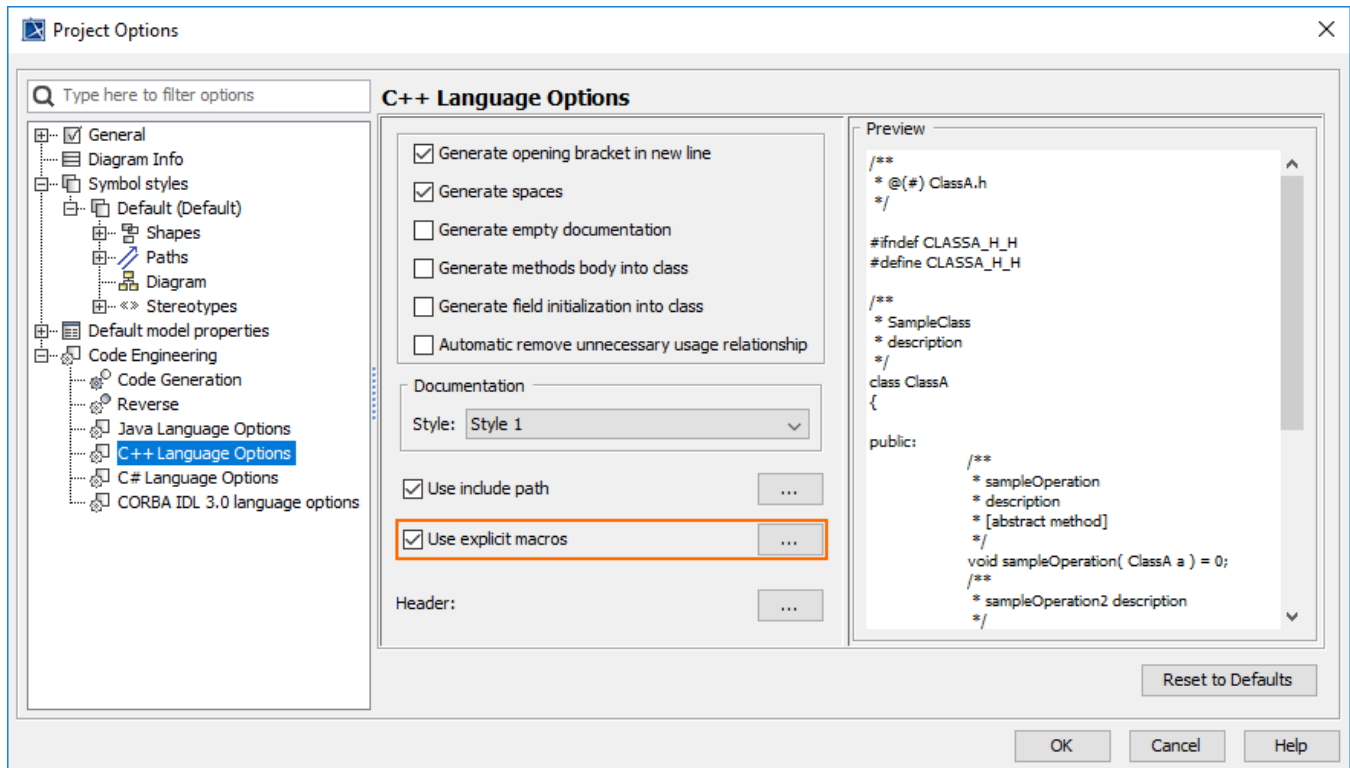 Project Options
Type here to filter options
General
Diagram Info
Symbol styles
Default (Default)
Shapes
Paths
Diagram
«» Stereotypes
Default model properties
Code Engineering
Code Generation
Reverse
Java Language Options
C++ Language Options
C# Language Options
CORBA IDL 3.0 language options
C++ Language Options
Generate opening bracket in new line
Generate spaces
Generate empty documentation
Generate methods body into class
Generate field initialization into class
Automatic remove unnecessary usage relationship
Documentation
Style: Style 1
Use include path ...
Use explicit macros ...
Header: ...
Preview
/**
* @(#) ClassA.h
*/
#ifndef CLASSA_H_H
#define CLASSA_H_H
/**
* SampleClass
* description
*/
class ClassA
{
public:
/**
* sampleOperation
* description
* [abstract method]
*/
void sampleOperation( ClassA a ) = 0;
/**
* sampleOperation2 description
*/
Reset to Defaults
OK Cancel Help